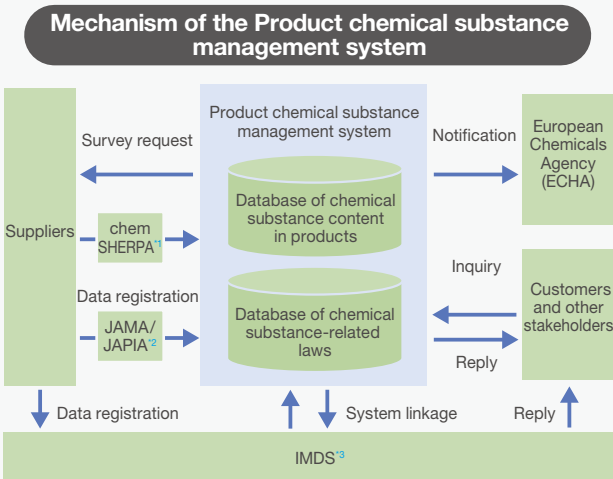 Mechanism of the Product chemical substance
management system
Product chemical substance
management system
Survey request
Notification
European
Chemicals
Agency
(ECHA)
Database of chemical
substance content
in products
Suppliers
chem
SHERPA*1
Inquiry
Data registration
Customers
and other
stakeholders
Database of chemical
substance-related
laws
JAMA/
JAPIA*2
Reply
Data registration
System linkage
Reply
IMDS*3